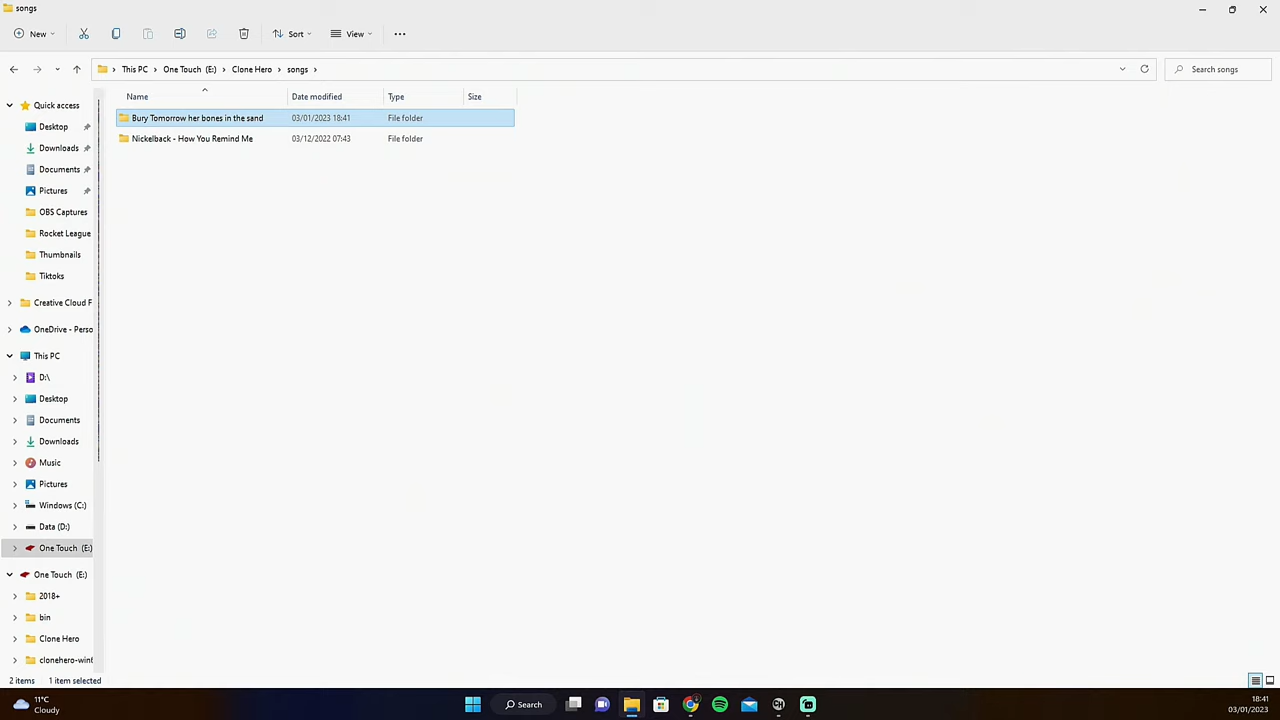 songs
New
Sort
View
This PC
One Touch (E:)
Clone Hero
songs
Search songs
Name
Date modified
Type
Size
Bury Tomorrow her bones in the sand
03/01/2023 18:41
File folder
Nickelback - How You Remind Me
03/12/2022 07:43
File folder
Quick access
Desktop
Downloads
Documents
Pictures
OBS Captures
Rocket League
Thumbnails
Tiktoks
Creative Cloud F
OneDrive - Perso
This PC
D:\
Desktop
Documents
Downloads
Music
Pictures
Windows (C:)
Data (D:)
One Touch (E:)
One Touch (E:)
2018+
bin
Clone Hero
clonehero-win6
2 items
1 item selected
11°C
Cloudy
Search
18:41
03/01/2023